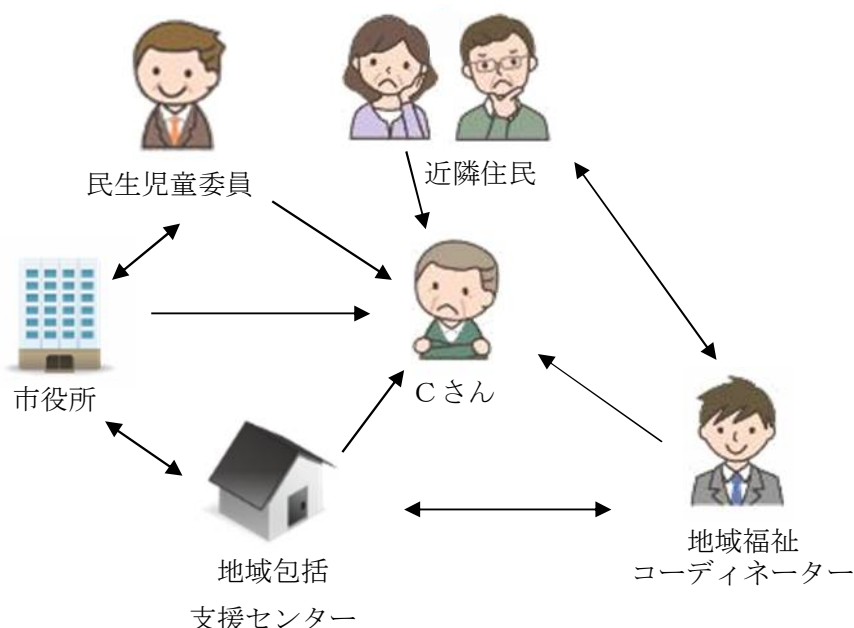 民生児童委員
近隣住民
市役所
Cさん
地域包括
支援センター
地域福祉
コーディネーター